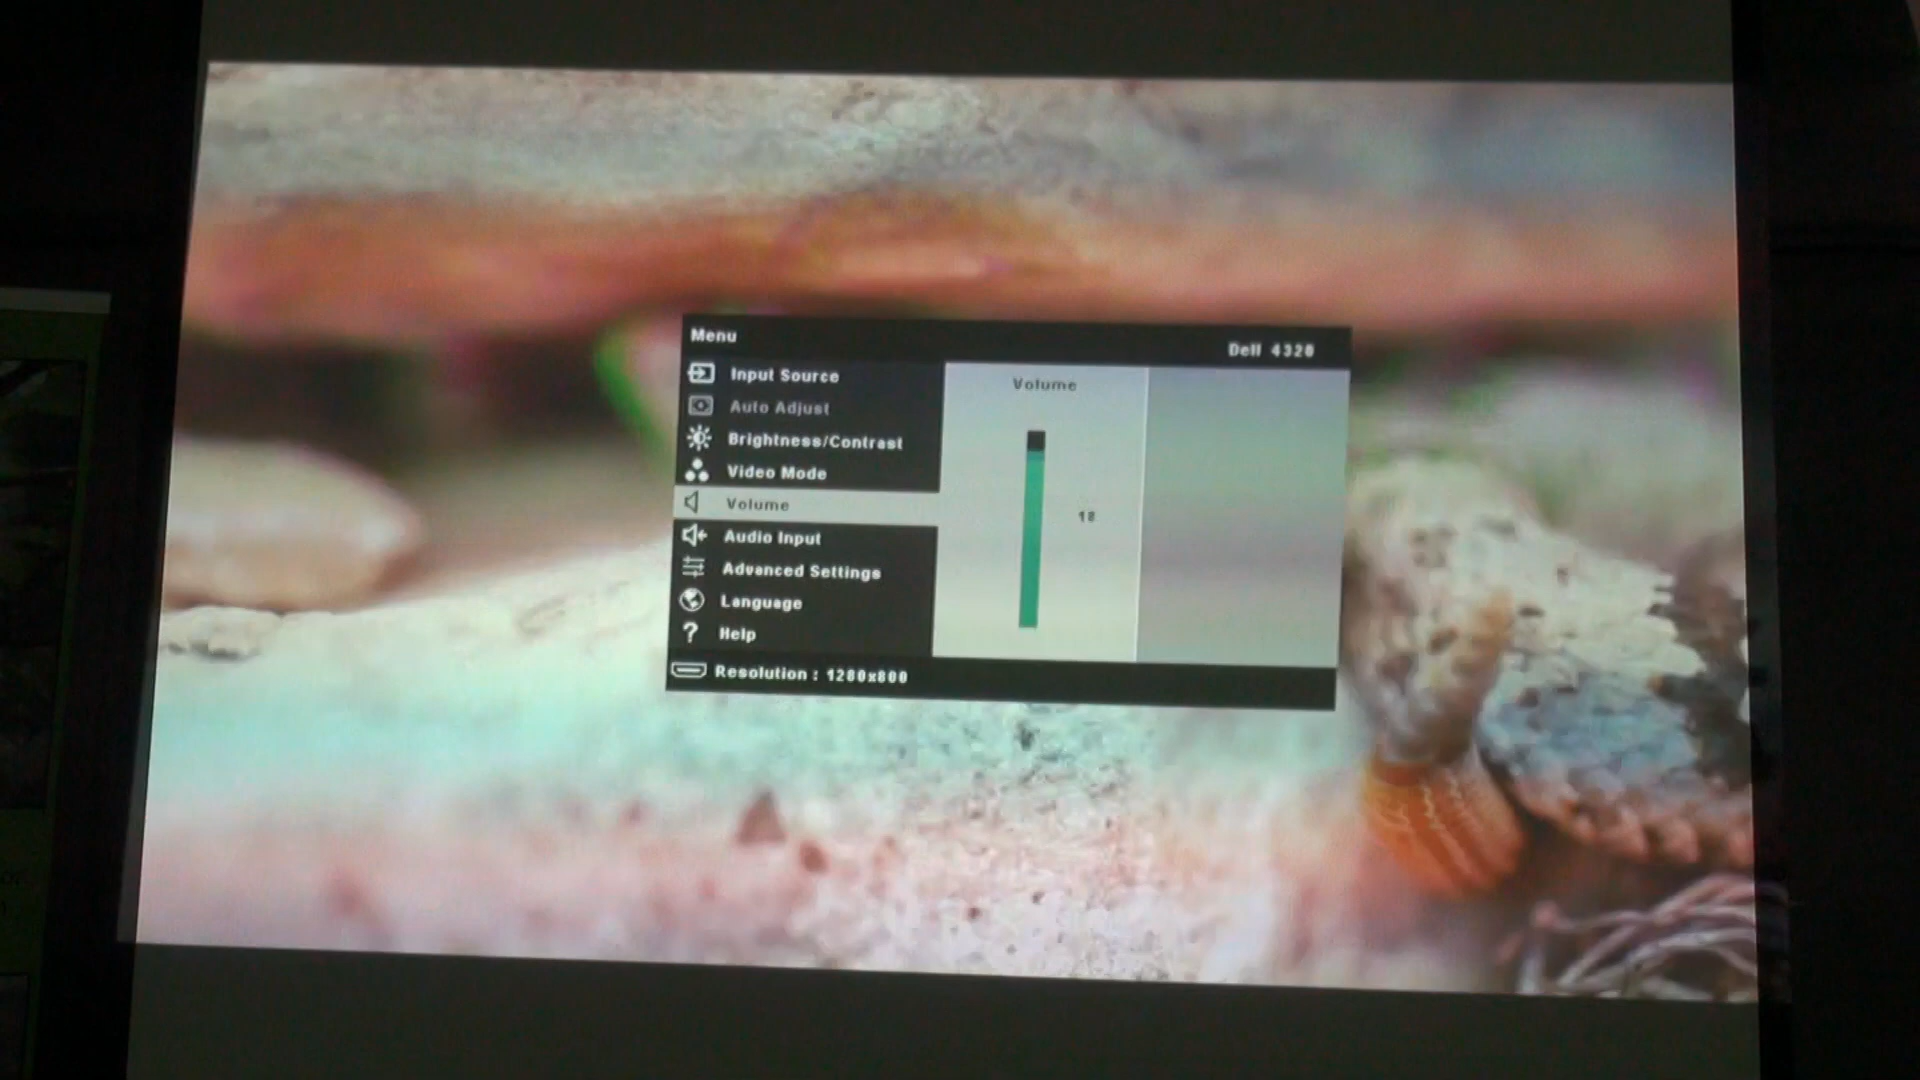 Menu
Dell 4320
Input Source
Auto Adjust
Brightness/Contrast
Video Mode
Volume
Audio Input
Advanced Settings
Language
Help
Volume
18
Resolution : 1280x800